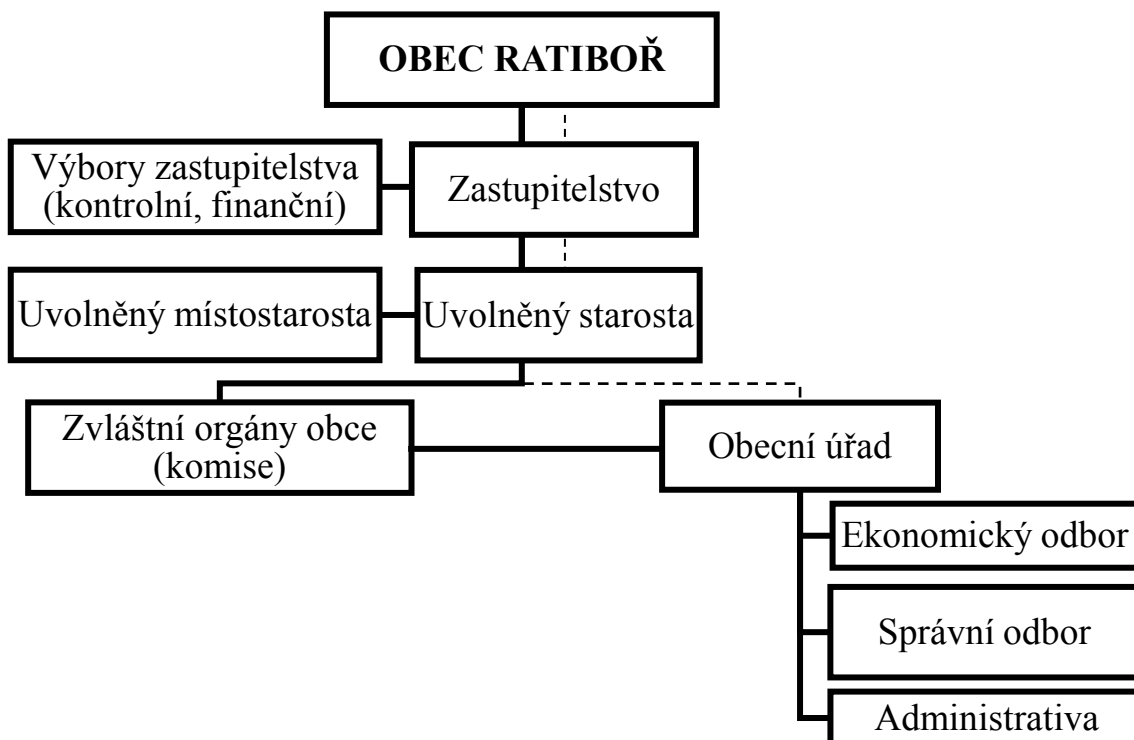 OBEC RATIBOŘ
Výbory zastupitelstva
(kontrolní, finanční)
Zastupitelstvo
Uvolněný místostarosta
Uvolněný starosta
Zvláštní orgány obce
(komise)
Obecní úřad
Ekonomický odbor
Správní odbor
Administrativa